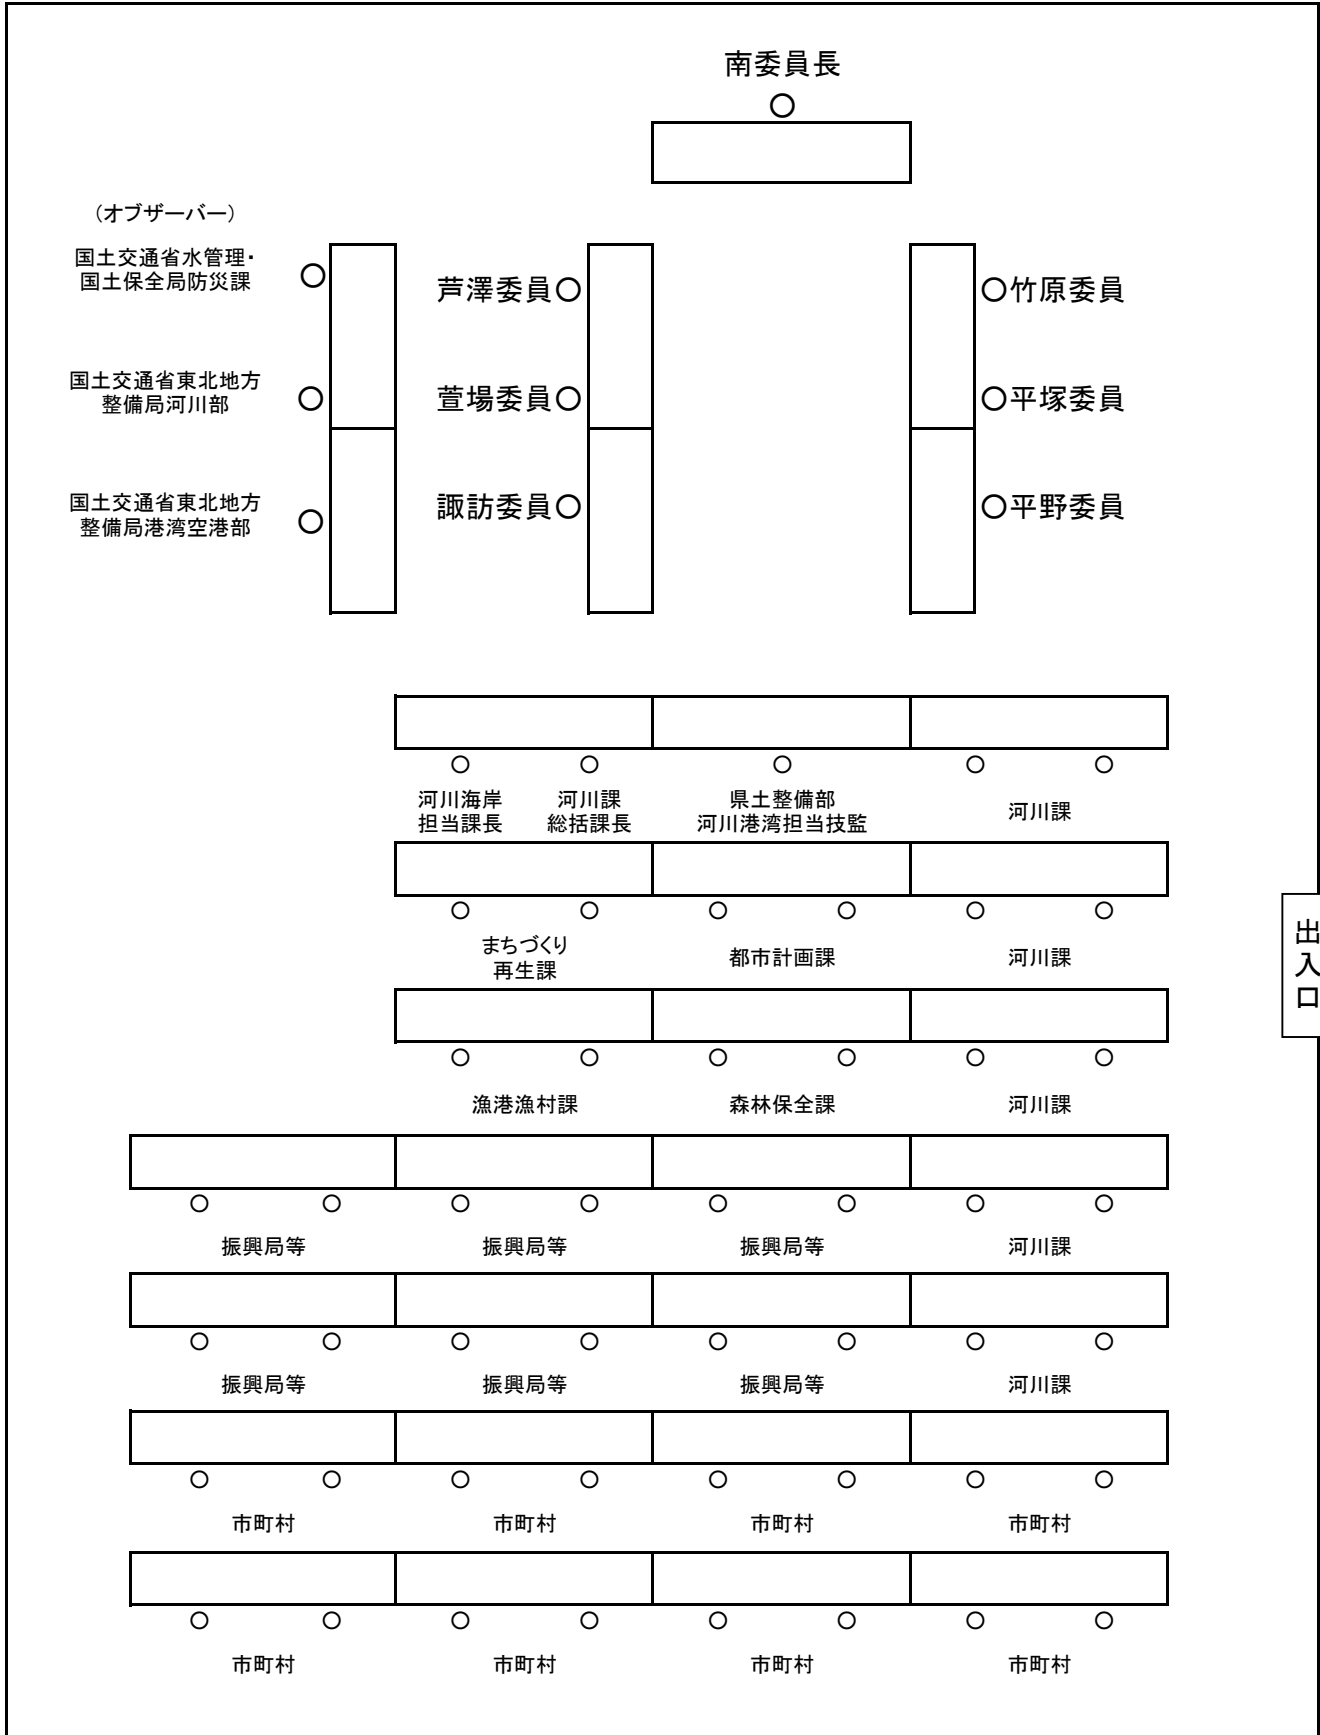 南委員長
○
（オブザーバー）
国土交通省水管理・
国土保全局防災課
○
芦澤委員○
○竹原委員
国土交通省東北地方
整備局河川部
○
萱場委員○
○平塚委員
国土交通省東北地方
整備局港湾空港部
○
諏訪委員○
○平野委員
○ ○ ○ ○ ○
河川海岸
担当課長
河川課
総括課長
県土整備部
河川港湾担当技監
河川課
○ ○ ○ ○ ○ ○
まちづくり
再生課
都市計画課
河川課
出入口
○ ○ ○ ○ ○ ○
漁港漁村課 森林保全課 河川課
○ ○ ○ ○ ○ ○ ○ ○
振興局等 振興局等 振興局等 河川課
○ ○ ○ ○ ○ ○ ○ ○
振興局等 振興局等 振興局等 河川課
○ ○ ○ ○ ○ ○ ○ ○
市町村 市町村 市町村 市町村
○ ○ ○ ○ ○ ○ ○ ○
市町村 市町村 市町村 市町村